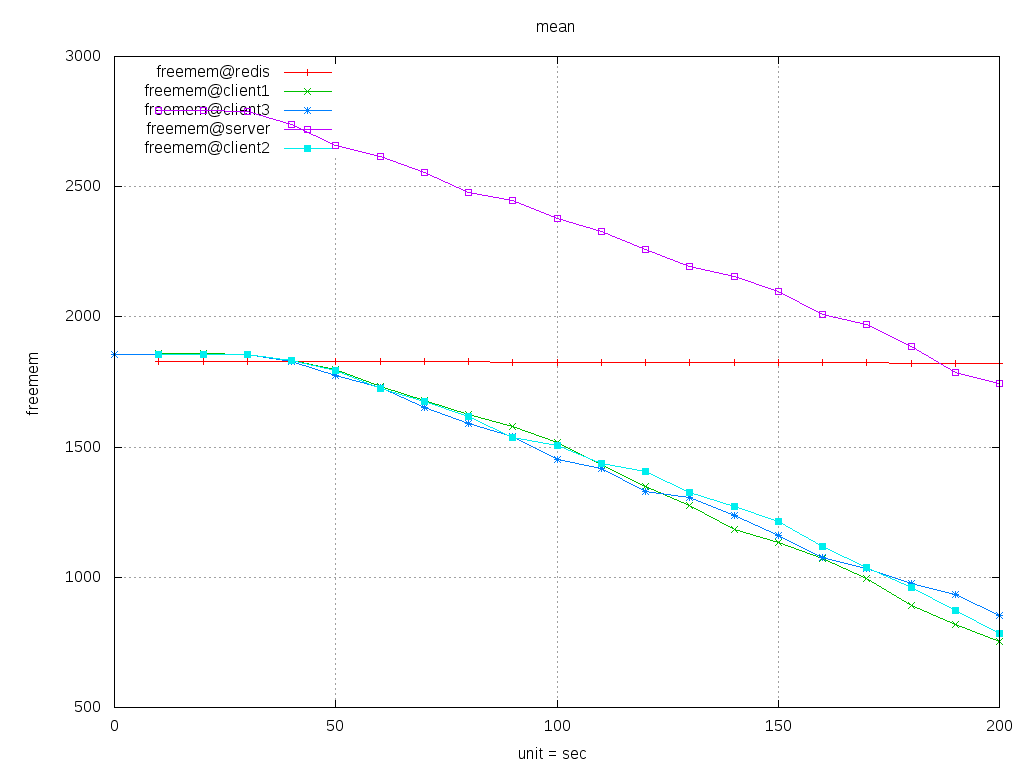 mean
3000
freemem@redis
freemem@client1
freemem@client3
freemem@server
freemem@client2
2500
2000
freemem
1500
1000
500
0 50 100 150 200
unit = sec